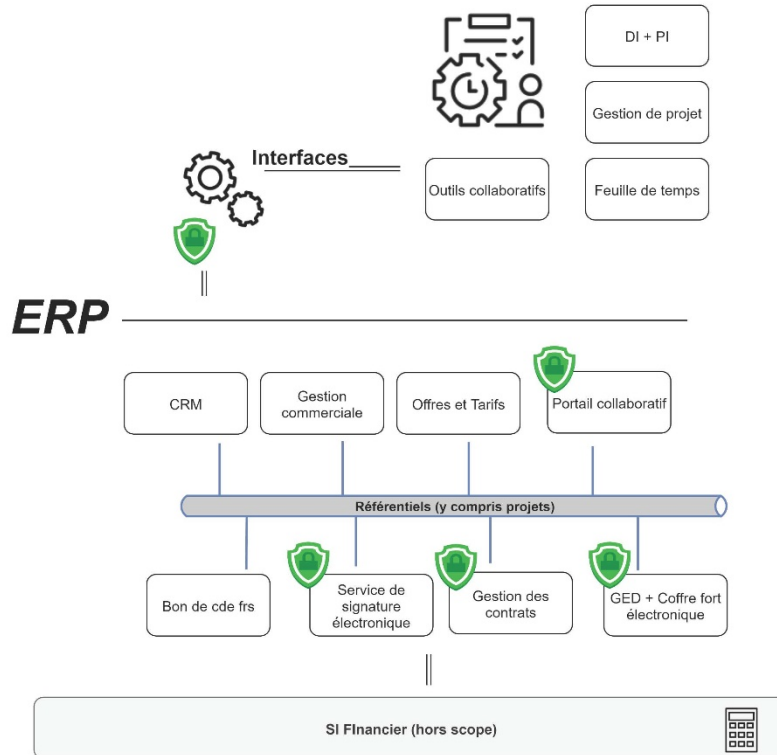 DI + PI
Gestion de projet
Interfaces
Outils collaboratifs
Feuille de temps
ERP
CRM
Gestion
commerciale
Offres et Tarifs
Portail collaboratif
Référentiels (y compris projets)
Bon de cde frs
Service de
signature
électronique
Gestion des
contrats
GED + Coffre fort
électronique
SI FInancier (hors scope)